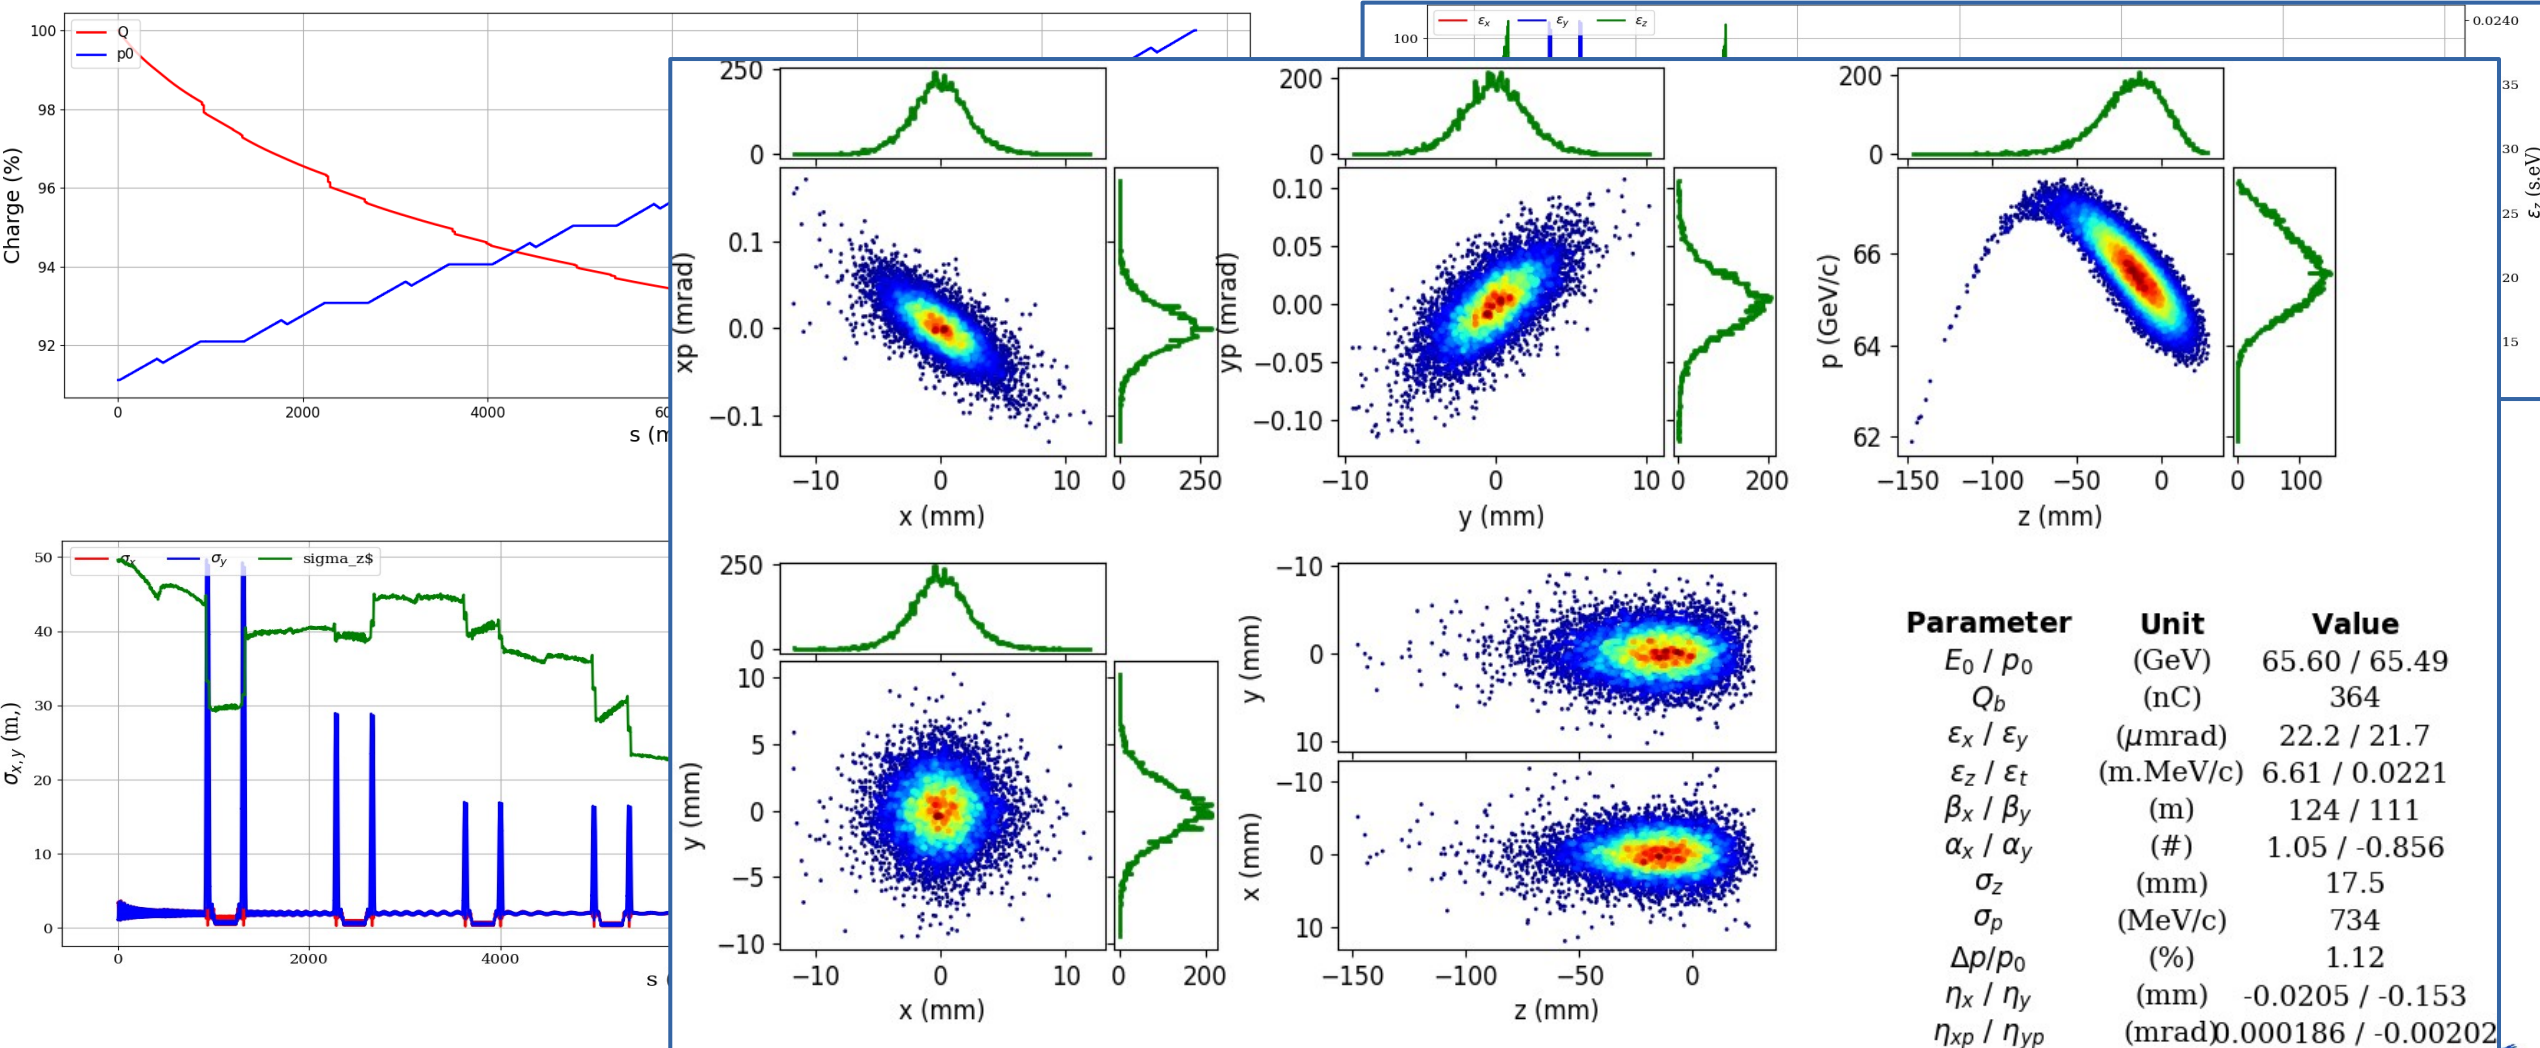 Q
p0
100
98
96
94
92
Charge (%)
0 2000 4000
s (m
εx εy εz
100
0.0240
35
30
25
20
15
εz (s.eV)
250
0
0.1
0.0
−0.1
xp (mrad)
−10 0 10 0 250
x (mm)
200
0
0.10
0.05
0.00
−0.05
−0.10
yp (mrad)
−10 0 10 0 200
y (mm)
200
0
66
64
62
p (GeV/c)
−150 −100 −50 0 0 100
z (mm)
σx σy sigma_z$
50
40
30
20
10
0
σx,y (m,)
0 2000 4000
s (
250
0
10
5
0
−5
−10
y (mm)
−10 0 10 0 200
x (mm)
−10
0
10
y (mm)
−10
0
10
x (mm)
−150 −100 −50 0
z (mm)
Parameter Unit Value
E0 / p0 (GeV) 65.60 / 65.49
Qb (nC) 364
εx / εy (μmrad) 22.2 / 21.7
εz / εt (m.MeV/c) 6.61 / 0.0221
βx / βy (m) 124 / 111
αx / αy (#) 1.05 / -0.856
σz (mm) 17.5
σp (MeV/c) 734
Δp/p0 (%) 1.12
ηx / ηy (mm) -0.0205 / -0.153
ηxp / ηyp (mrad) 0.000186 / -0.00202